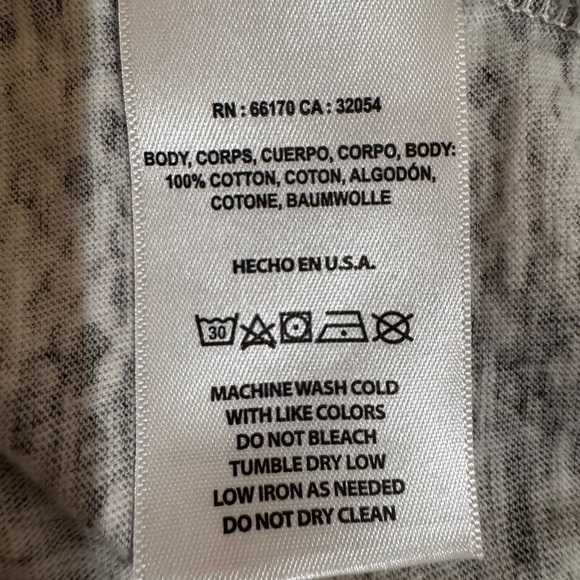 RN : 66170 CA : 32054
BODY, CORPS, CUERPO, CORPO, BODY:
100% COTTON, COTON, ALGODÓN,
COTONE, BAUMWOLLE
HECHO EN U.S.A.
30
MACHINE WASH COLD
WITH LIKE COLORS
DO NOT BLEACH
TUMBLE DRY LOW
LOW IRON AS NEEDED
DO NOT DRY CLEAN